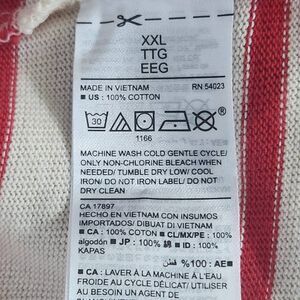 XXL
TTG
EEG
MADE IN VIETNAM RN 54023
■ US : 100% COTTON
30
1166
MACHINE WASH COLD GENTLE CYCLE/
ONLY NON-CHLORINE BLEACH WHEN
NEEDED/ TUMBLE DRY LOW/ COOL
IRON/ DO NOT IRON LABEL/ DO NOT
DRY CLEAN
CA 17897
HECHO EN VIETNAM CON INSUMOS
IMPORTADOS/ DIBUAT DI VIETNAM
■ CA : 100% COTTON ■ CL/MX/PE : 100%
algodón ■ JP : 100% 綿 ■ ID : 100%
KAPAS
■ AE: 100% قطن
■ CA : LAVER À LA MACHINE À L'EAU
FROIDE AU CYCLE DÉLICAT/ UTILISER
AU BESOIN UN AGENT DE